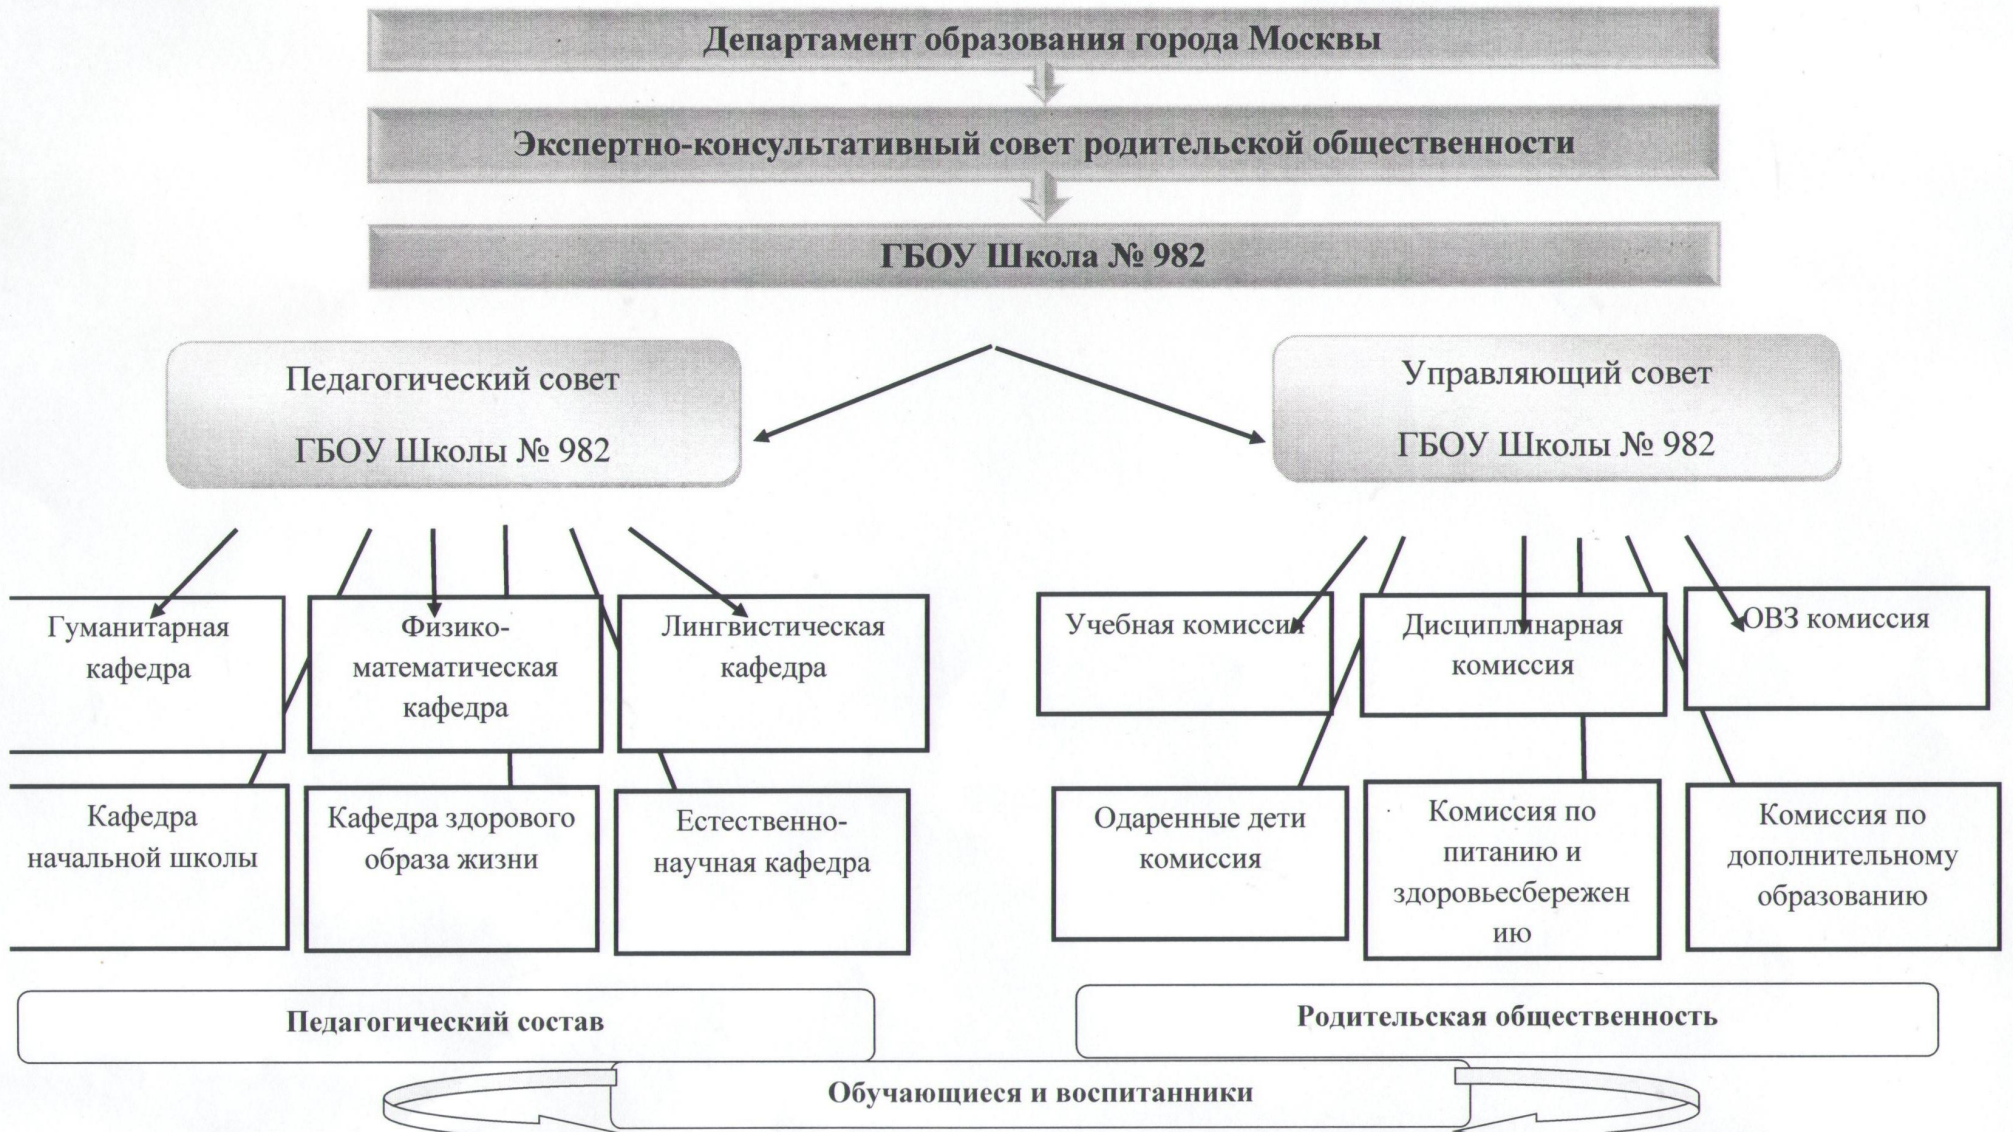 Департамент образования города Москвы
Экспертно-консультативный совет родительской общественности
ГБОУ Школа № 982
Педагогический совет
ГБОУ Школы № 982
Управляющий совет
ГБОУ Школы № 982
Гуманитарная
кафедра
Физико-
математическая
кафедра
Лингвистическая
кафедра
Учебная комиссия
Дисциплинарная
комиссия
ОВЗ комиссия
Кафедра
начальной школы
Кафедра здорового
образа жизни
Естественно-
научная кафедра
Одаренные дети
комиссия
Комиссия по
питанию и
здоровьесбережен
ию
Комиссия по
дополнительному
образованию
Педагогический состав
Родительская общественность
Обучающиеся и воспитанники